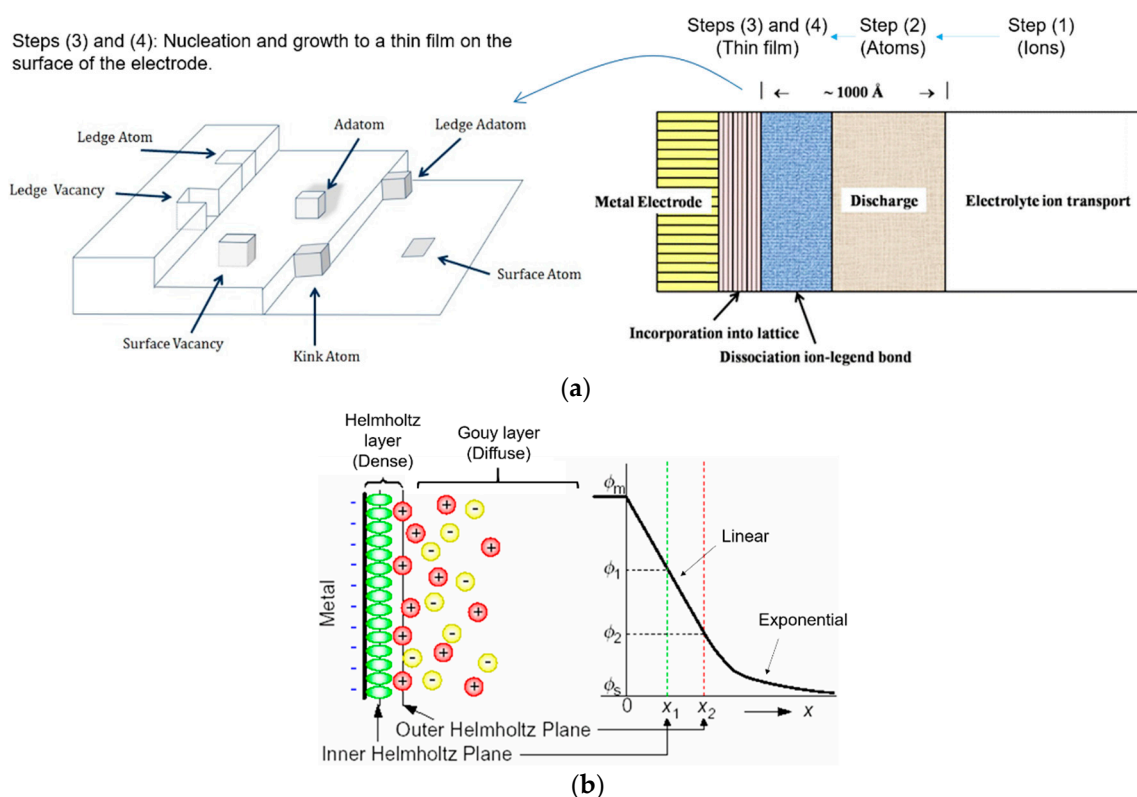 Steps (3) and (4): Nucleation and growth to a thin film on the
surface of the electrode.
Ledge Atom
Adatom
Ledge Adatom
Ledge Vacancy
Surface Atom
Surface Vacancy
Kink Atom
Steps (3) and (4)
(Thin film)
Step (2)
(Atoms)
Step (1)
(Ions)
~ 1000 Å
Metal Electrode
Discharge
Electrolyte ion transport
Incorporation into lattice
Dissociation ion-legend bond
(a)
Helmholtz
layer
(Dense)
Gouy layer
(Diffuse)
Metal
Outer Helmholtz Plane
Inner Helmholtz Plane
ϕm
ϕ1
ϕ2
ϕs
Linear
Exponential
0
x1
x2
x
(b)